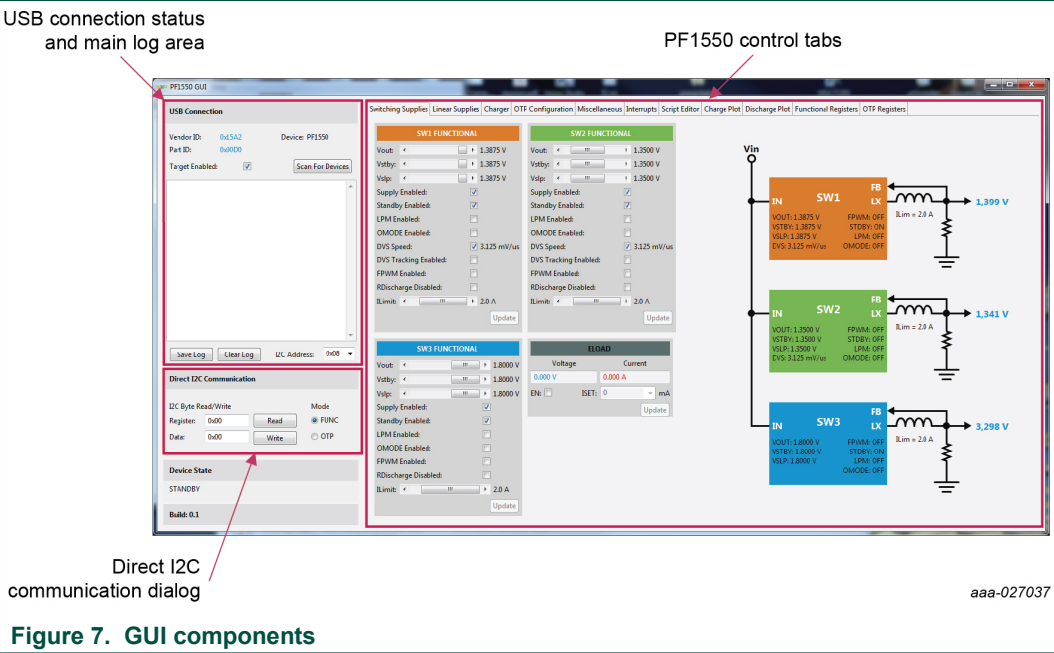 USB connection status
and main log area
PF1550 control tabs
PF1550 GUI
USB Connection
Vendor ID: 0x15A2 Device: PF1550
Part ID: 0x00D0
Target Enabled: Scan For Devices
Save Log Clear Log I2C Address: 0x08
Direct I2C Communication
I2C Byte Read/Write Mode
Register: 0x00 Read FUNC
Data: 0x00 Write OTP
Device State
STANDBY
Build: 0.1
Switching Supplies Linear Supplies Charger OTP Configuration Miscellaneous Interrupts Script Editor Charge Plot Discharge Plot Functional Registers OTP Registers
SW1 FUNCTIONAL
Vout: 1.3875 V
Vstby: 1.3875 V
Vslp: 1.3875 V
Supply Enabled:
Standby Enabled:
LPM Enabled:
OMODE Enabled:
DVS Speed: 3.125 mV/us
DVS Tracking Enabled:
FPWM Enabled:
RDischarge Disabled:
ILimit: 2.0 A
Update
SW2 FUNCTIONAL
Vout: 1.3500 V
Vstby: 1.3500 V
Vslp: 1.3500 V
Supply Enabled:
Standby Enabled:
LPM Enabled:
OMODE Enabled:
DVS Speed: 3.125 mV/us
DVS Tracking Enabled:
FPWM Enabled:
RDischarge Disabled:
ILimit: 2.0 A
Update
SW3 FUNCTIONAL
Vout: 1.8000 V
Vstby: 1.8000 V
Vslp: 1.8000 V
Supply Enabled:
Standby Enabled:
LPM Enabled:
OMODE Enabled:
FPWM Enabled:
RDischarge Disabled:
ILimit: 2.0 A
Update
ELOAD
Voltage Current
0.000 V 0.000 A
EN: ISET: 0 mA
Update
Vin
FB
IN SW1 LX
1,399 V
ILim = 2.0 A
VOUT: 1.3875 V FPWM: OFF
VSTBY: 1.3875 V STDBY: ON
VSLP: 1.3875 V LPM: OFF
DVS: 3.125 mV/us OMODE: OFF
FB
IN SW2 LX
1,341 V
ILim = 2.0 A
VOUT: 1.3500 V FPWM: OFF
VSTBY: 1.3500 V STDBY: ON
VSLP: 1.3500 V LPM: OFF
DVS: 3.125 mV/us OMODE: OFF
FB
IN SW3 LX
3,298 V
ILim = 2.0 A
VOUT: 1.8000 V FPWM: OFF
VSTBY: 1.8000 V STDBY: ON
VSLP: 1.8000 V LPM: OFF
OMODE: OFF
Direct I2C
communication dialog
aaa-027037
Figure 7. GUI components